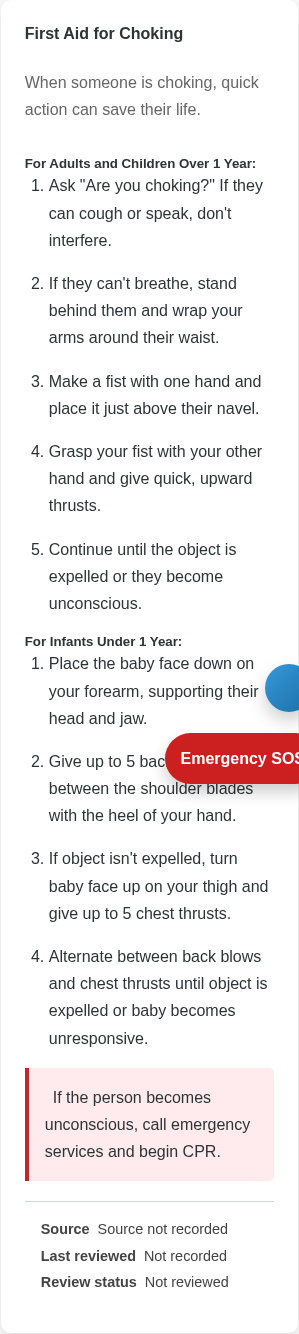 First Aid for Choking
When someone is choking, quick
action can save their life.
For Adults and Children Over 1 Year:
1. Ask "Are you choking?" If they
can cough or speak, don't
interfere.
2. If they can't breathe, stand
behind them and wrap your
arms around their waist.
3. Make a fist with one hand and
place it just above their navel.
4. Grasp your fist with your other
hand and give quick, upward
thrusts.
5. Continue until the object is
expelled or they become
unconscious.
For Infants Under 1 Year:
1. Place the baby face down on
your forearm, supporting their
head and jaw.
2. Give up to 5
Emergency SOS
between the shoulder blades
with the heel of your hand.
3. If object isn't expelled, turn
baby face up on your thigh and
give up to 5 chest thrusts.
4. Alternate between back blows
and chest thrusts until object is
expelled or baby becomes
unresponsive.
If the person becomes
unconscious, call emergency
services and begin CPR.
Source Source not recorded
Last reviewed Not recorded
Review status Not reviewed